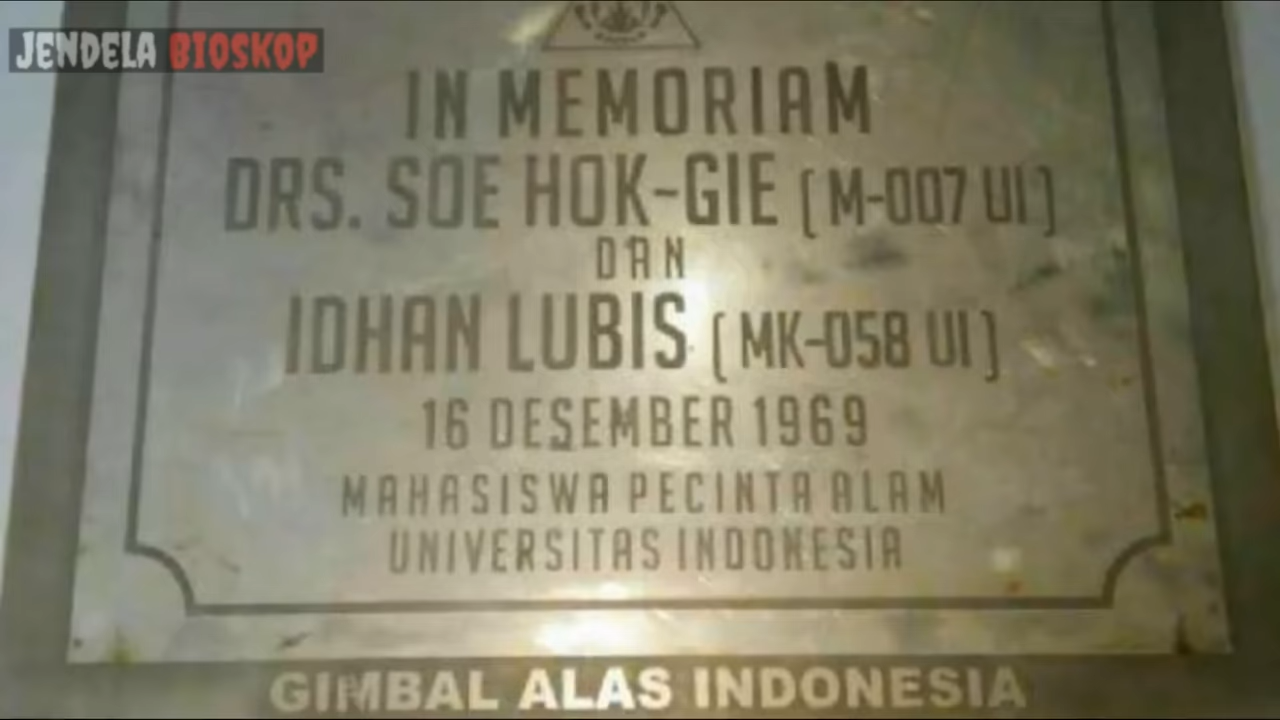 JENDELA BIOSKOP
IN MEMORIAM
DRS. SOE HOK-GIE (M-007 UI)
DAN
IDHAN LUBIS (MK-058 UI)
16 DESEMBER 1969
MAHASISWA PECINTA ALAM
UNIVERSITAS INDONESIA
GIMBAL ALAS INDONESIA